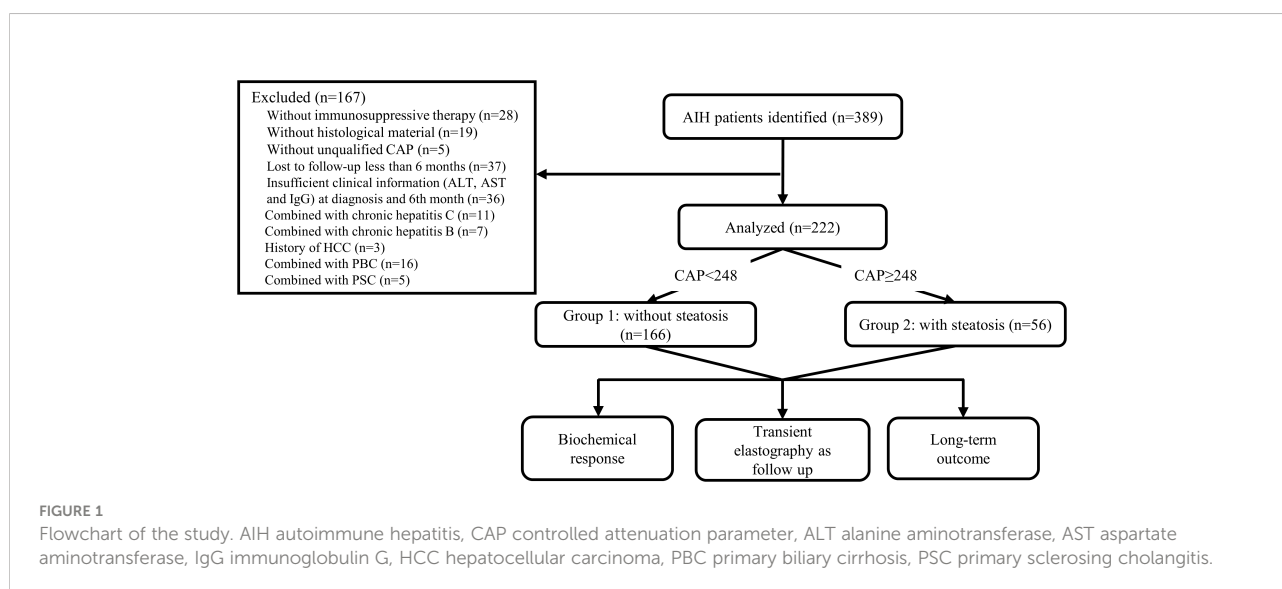 Excluded (n=167)
Without immunosuppressive therapy (n=28)
Without histological material (n=19)
Without unqualified CAP (n=5)
Lost to follow-up less than 6 months (n=37)
Insufficient clinical information (ALT, AST
and IgG) at diagnosis and 6th month (n=36)
Combined with chronic hepatitis C (n=11)
Combined with chronic hepatitis B (n=7)
History of HCC (n=3)
Combined with PBC (n=16)
Combined with PSC (n=5)
AIH patients identified (n=389)
Analyzed (n=222)
CAP<248
CAP≥248
Group 1: without steatosis
(n=166)
Group 2: with steatosis (n=56)
Biochemical
response
Transient
elastography as
follow up
Long-term
outcome
FIGURE 1
Flowchart of the study. AIH autoimmune hepatitis, CAP controlled attenuation parameter, ALT alanine aminotransferase, AST aspartate
aminotransferase, IgG immunoglobulin G, HCC hepatocellular carcinoma, PBC primary biliary cirrhosis, PSC primary sclerosing cholangitis.